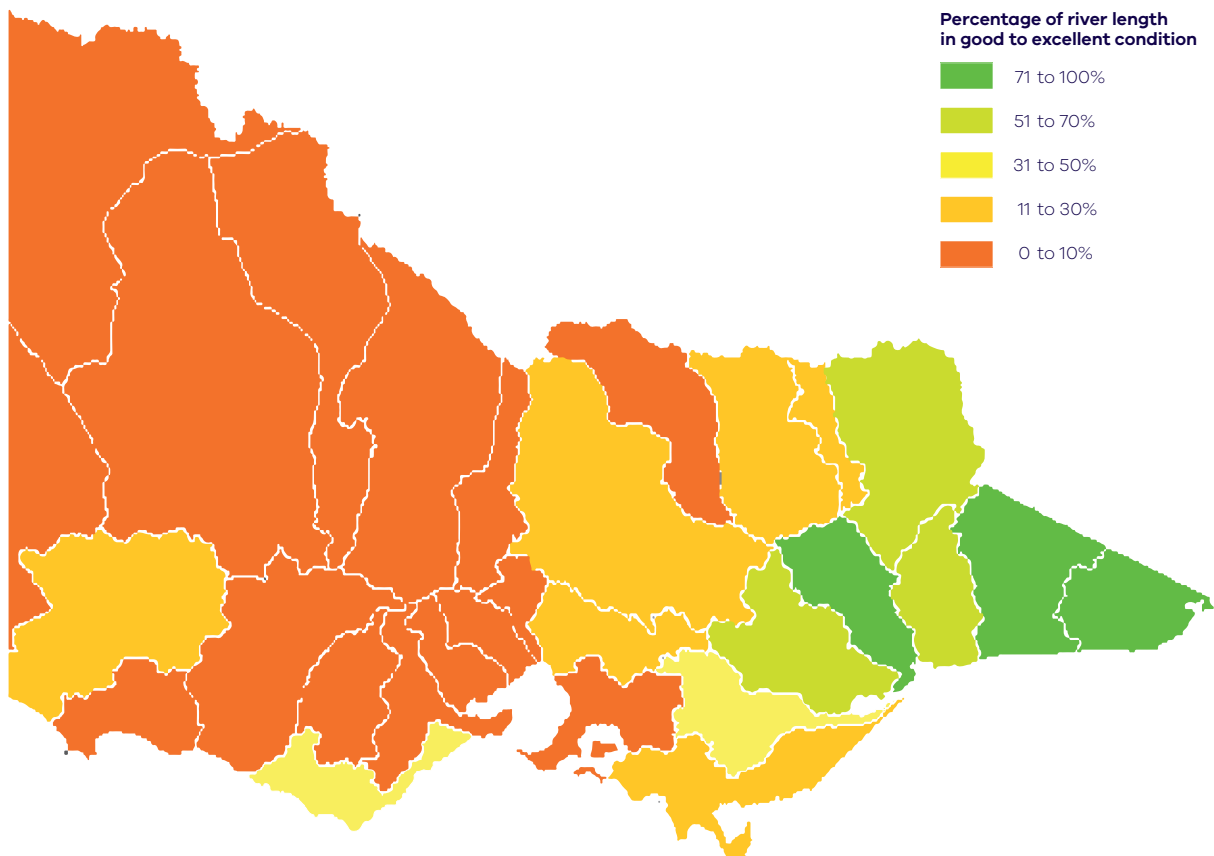 Percentage of river length
in good to excellent condition
71 to 100%
51 to 70%
31 to 50%
11 to 30%
0 to 10%